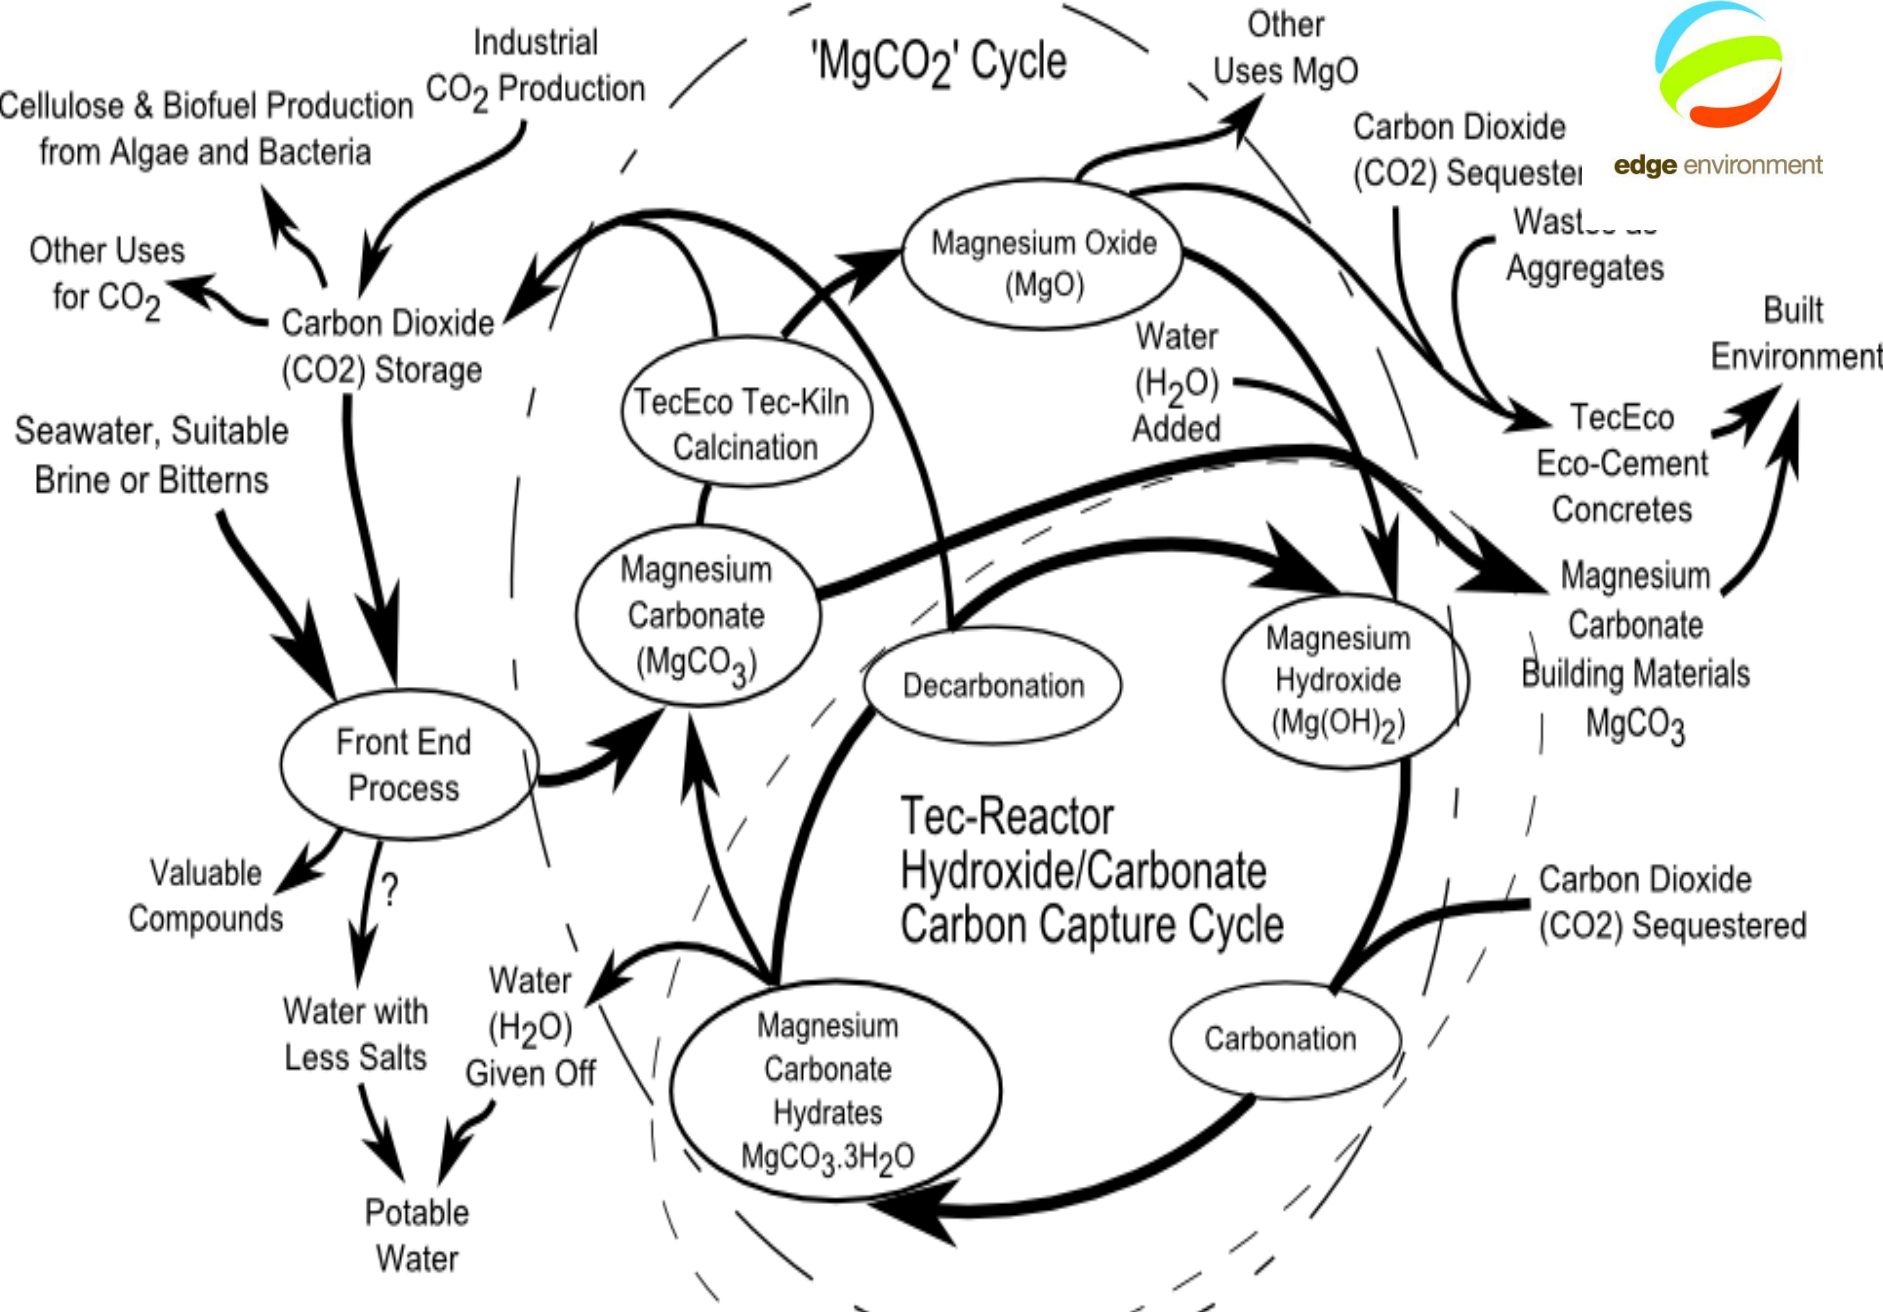 'MgCO2' Cycle
Industrial
CO2 Production
Cellulose & Biofuel Production
from Algae and Bacteria
Other Uses
for CO2
Carbon Dioxide
(CO2) Storage
Seawater, Suitable
Brine or Bitterns
Front End
Process
Valuable
Compounds
?
Water with
Less Salts
Water
(H2O)
Given Off
Potable
Water
Other
Uses MgO
Magnesium Oxide
(MgO)
TecEco Tec-Kiln
Calcination
Magnesium
Carbonate
(MgCO3)
Water
(H2O)
Added
Decarbonation
Magnesium
Hydroxide
(Mg(OH)2)
Tec-Reactor
Hydroxide/Carbonate
Carbon Capture Cycle
Carbonation
Magnesium
Carbonate
Hydrates
MgCO3.3H2O
Carbon Dioxide
(CO2)
Aggregates
edge environment
Built
Environment
TecEco
Eco-Cement
Concretes
Magnesium
Carbonate
Building Materials
MgCO3
Carbon Dioxide
(CO2) Sequestered